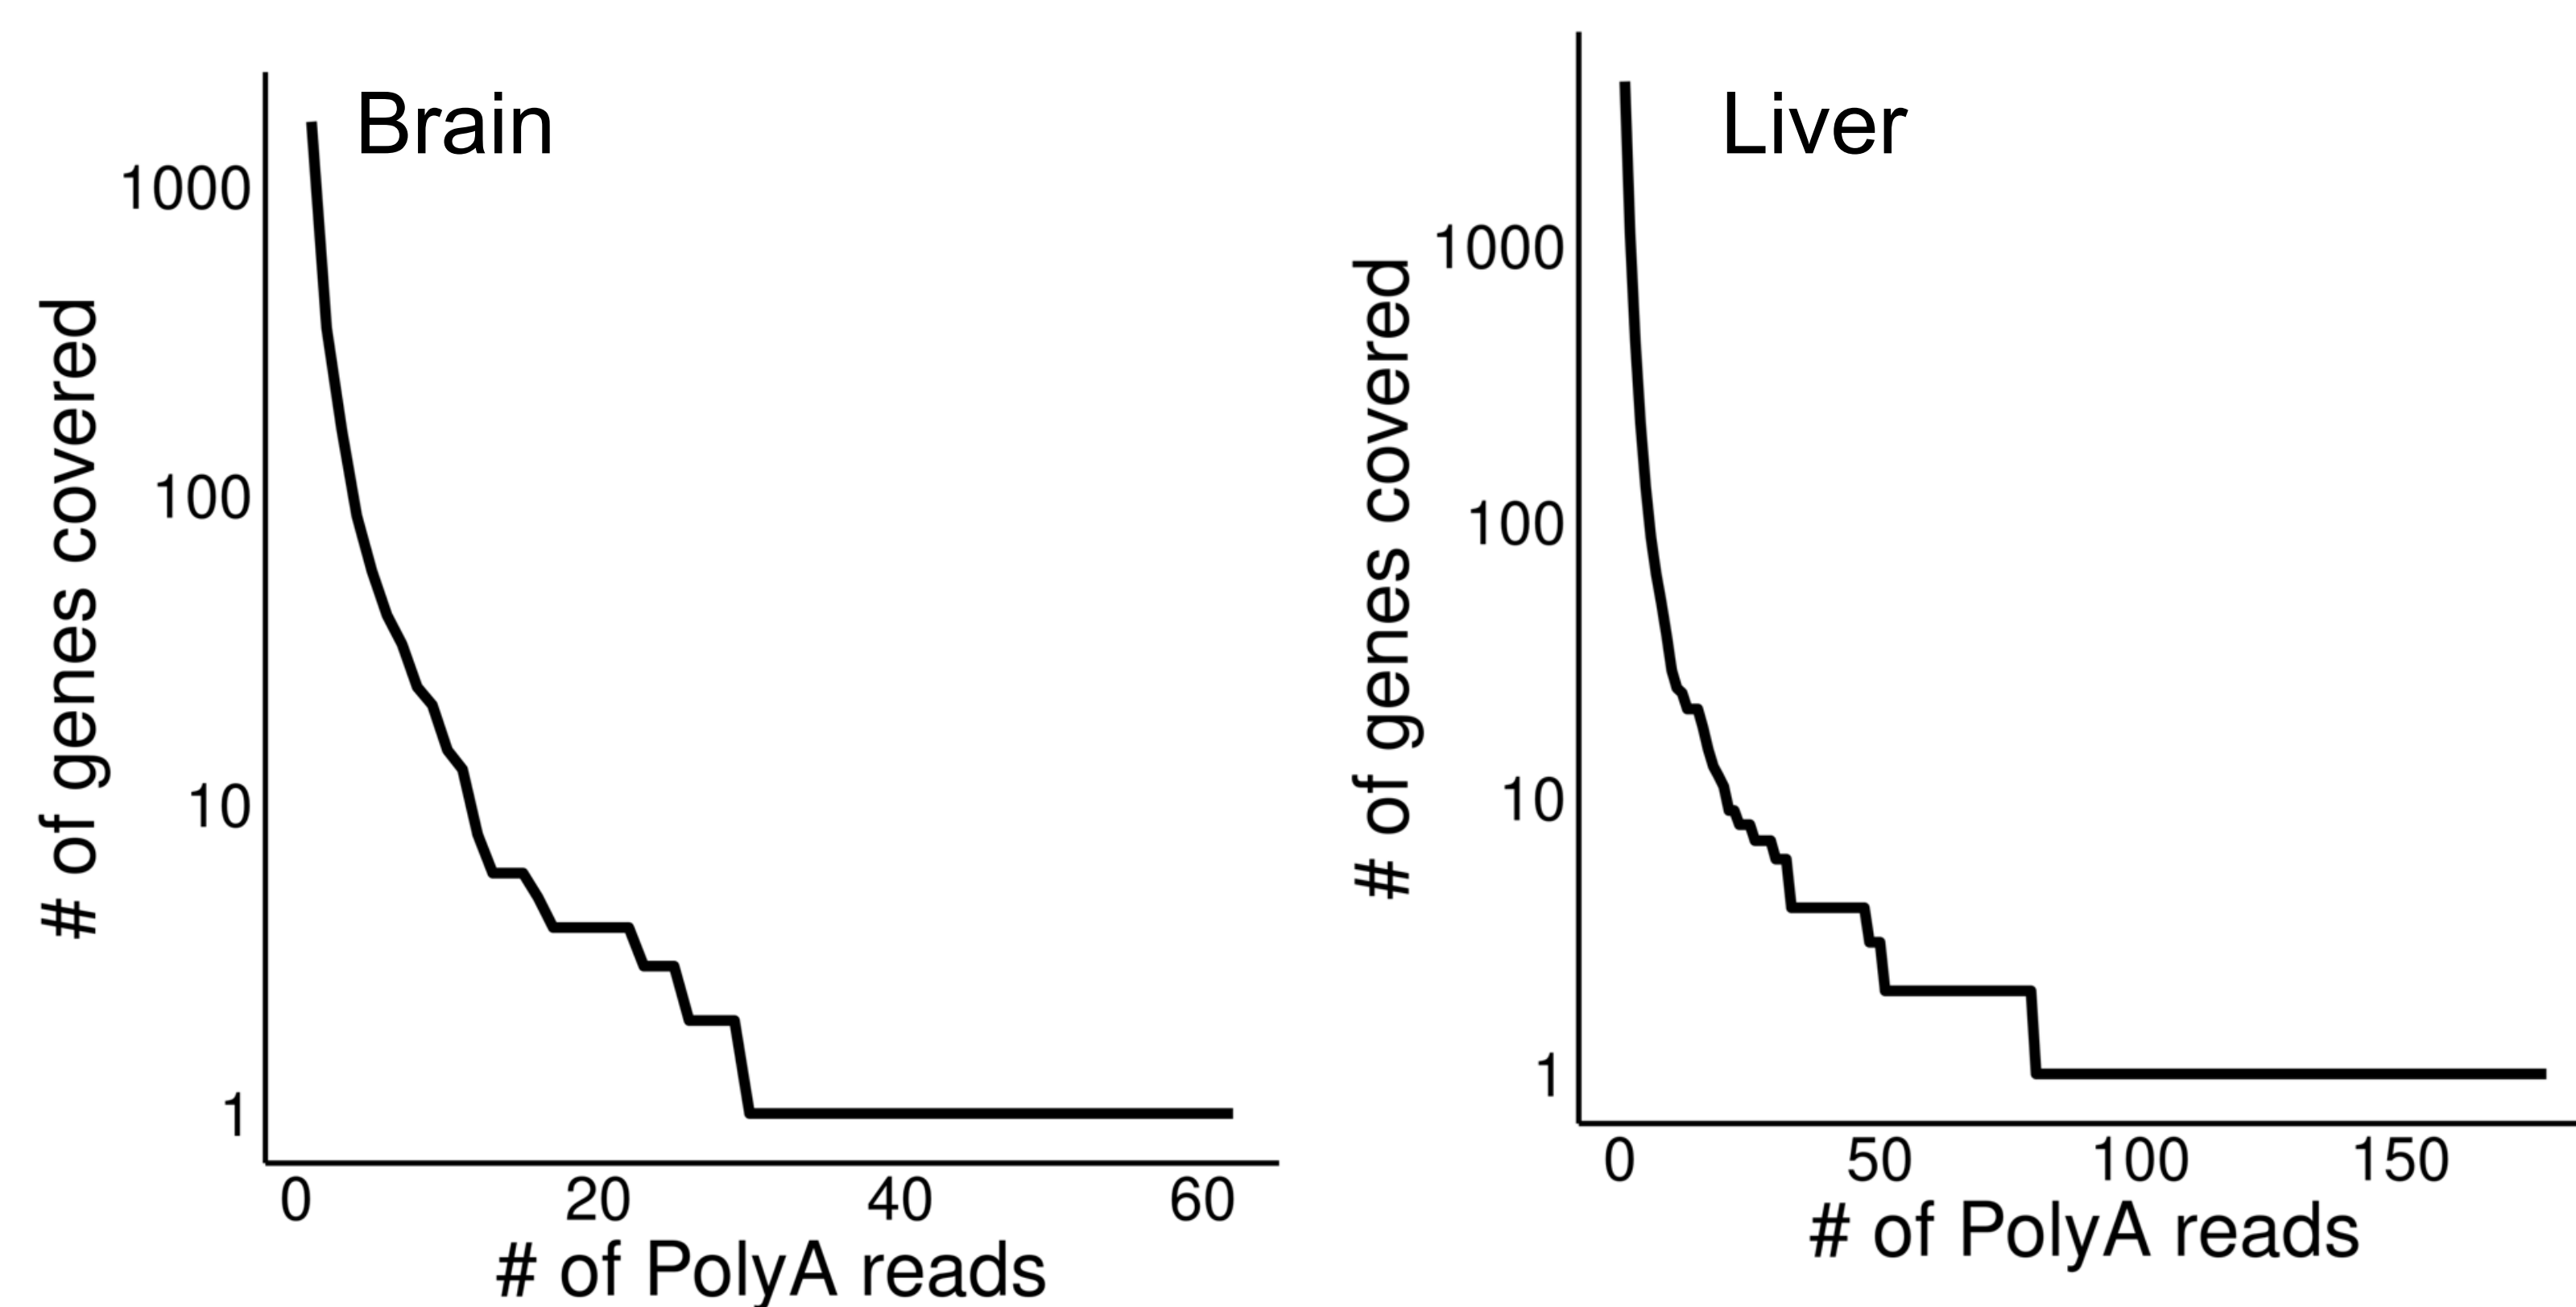 Brain
# of genes covered
1000
100
10
1
0 20 40 60
# of PolyA reads
Liver
# of genes covered
1000
100
10
1
0 50 100 150
# of PolyA reads